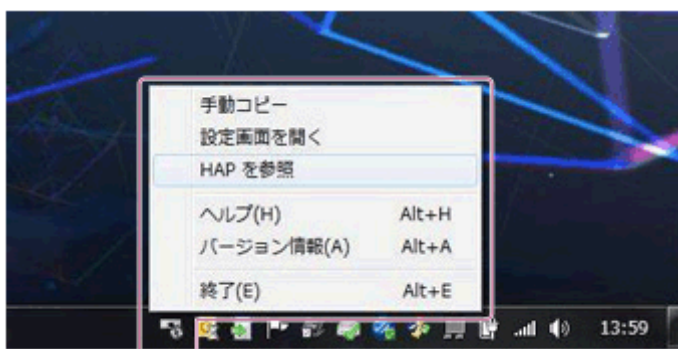 手動コピー
設定画面を開く
HAP を参照
ヘルプ(H) Alt+H
バージョン情報(A) Alt+A
終了(E) Alt+E
13:59